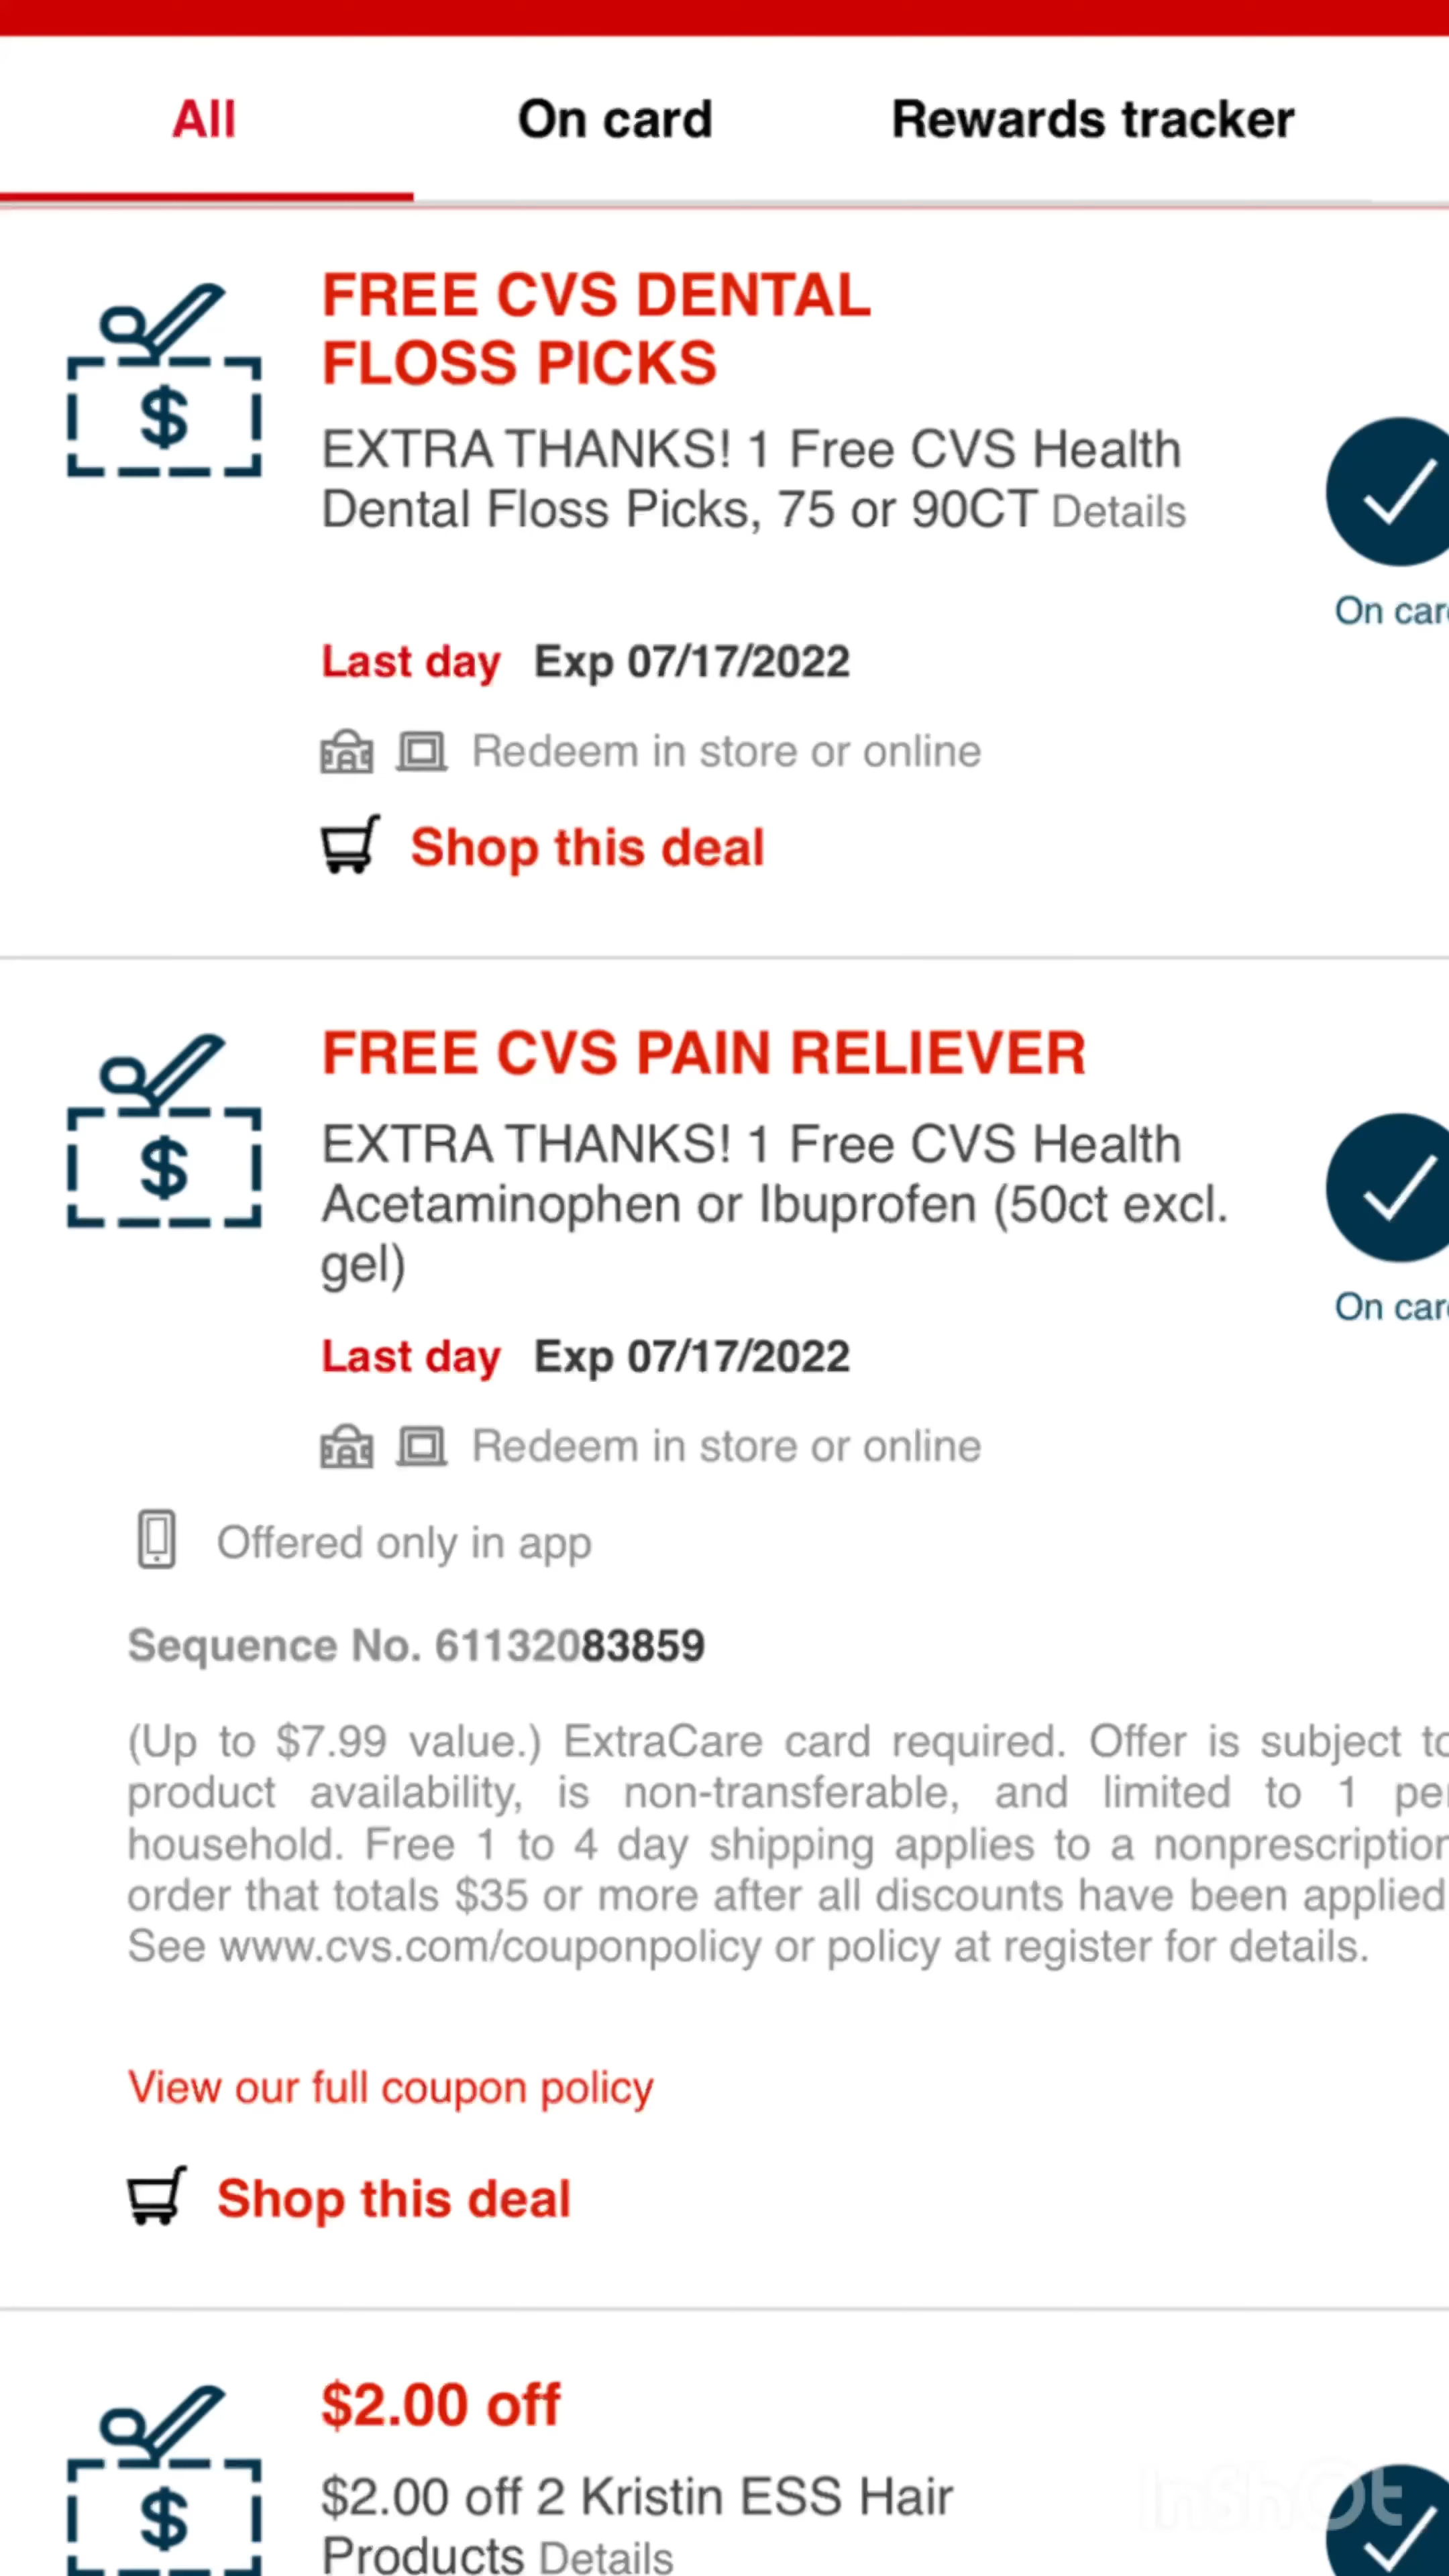 All On card Rewards tracker
FREE CVS DENTAL
FLOSS PICKS
EXTRA THANKS! 1 Free CVS Health
Dental Floss Picks, 75 or 90CT Details
On car
Last day Exp 07/17/2022
Redeem in store or online
Shop this deal
FREE CVS PAIN RELIEVER
EXTRA THANKS! 1 Free CVS Health
Acetaminophen or Ibuprofen (50ct excl.
gel)
On car
Last day Exp 07/17/2022
Redeem in store or online
Offered only in app
Sequence No. 61132083859
(Up to $7.99 value.) ExtraCare card required. Offer is subject to
product availability, is non-transferable, and limited to 1 per
household. Free 1 to 4 day shipping applies to a nonprescription
order that totals $35 or more after all discounts have been applied
See www.cvs.com/couponpolicy or policy at register for details.
View our full coupon policy
Shop this deal
$2.00 off
$2.00 off 2 Kristin ESS Hair
Products Details
InShOt